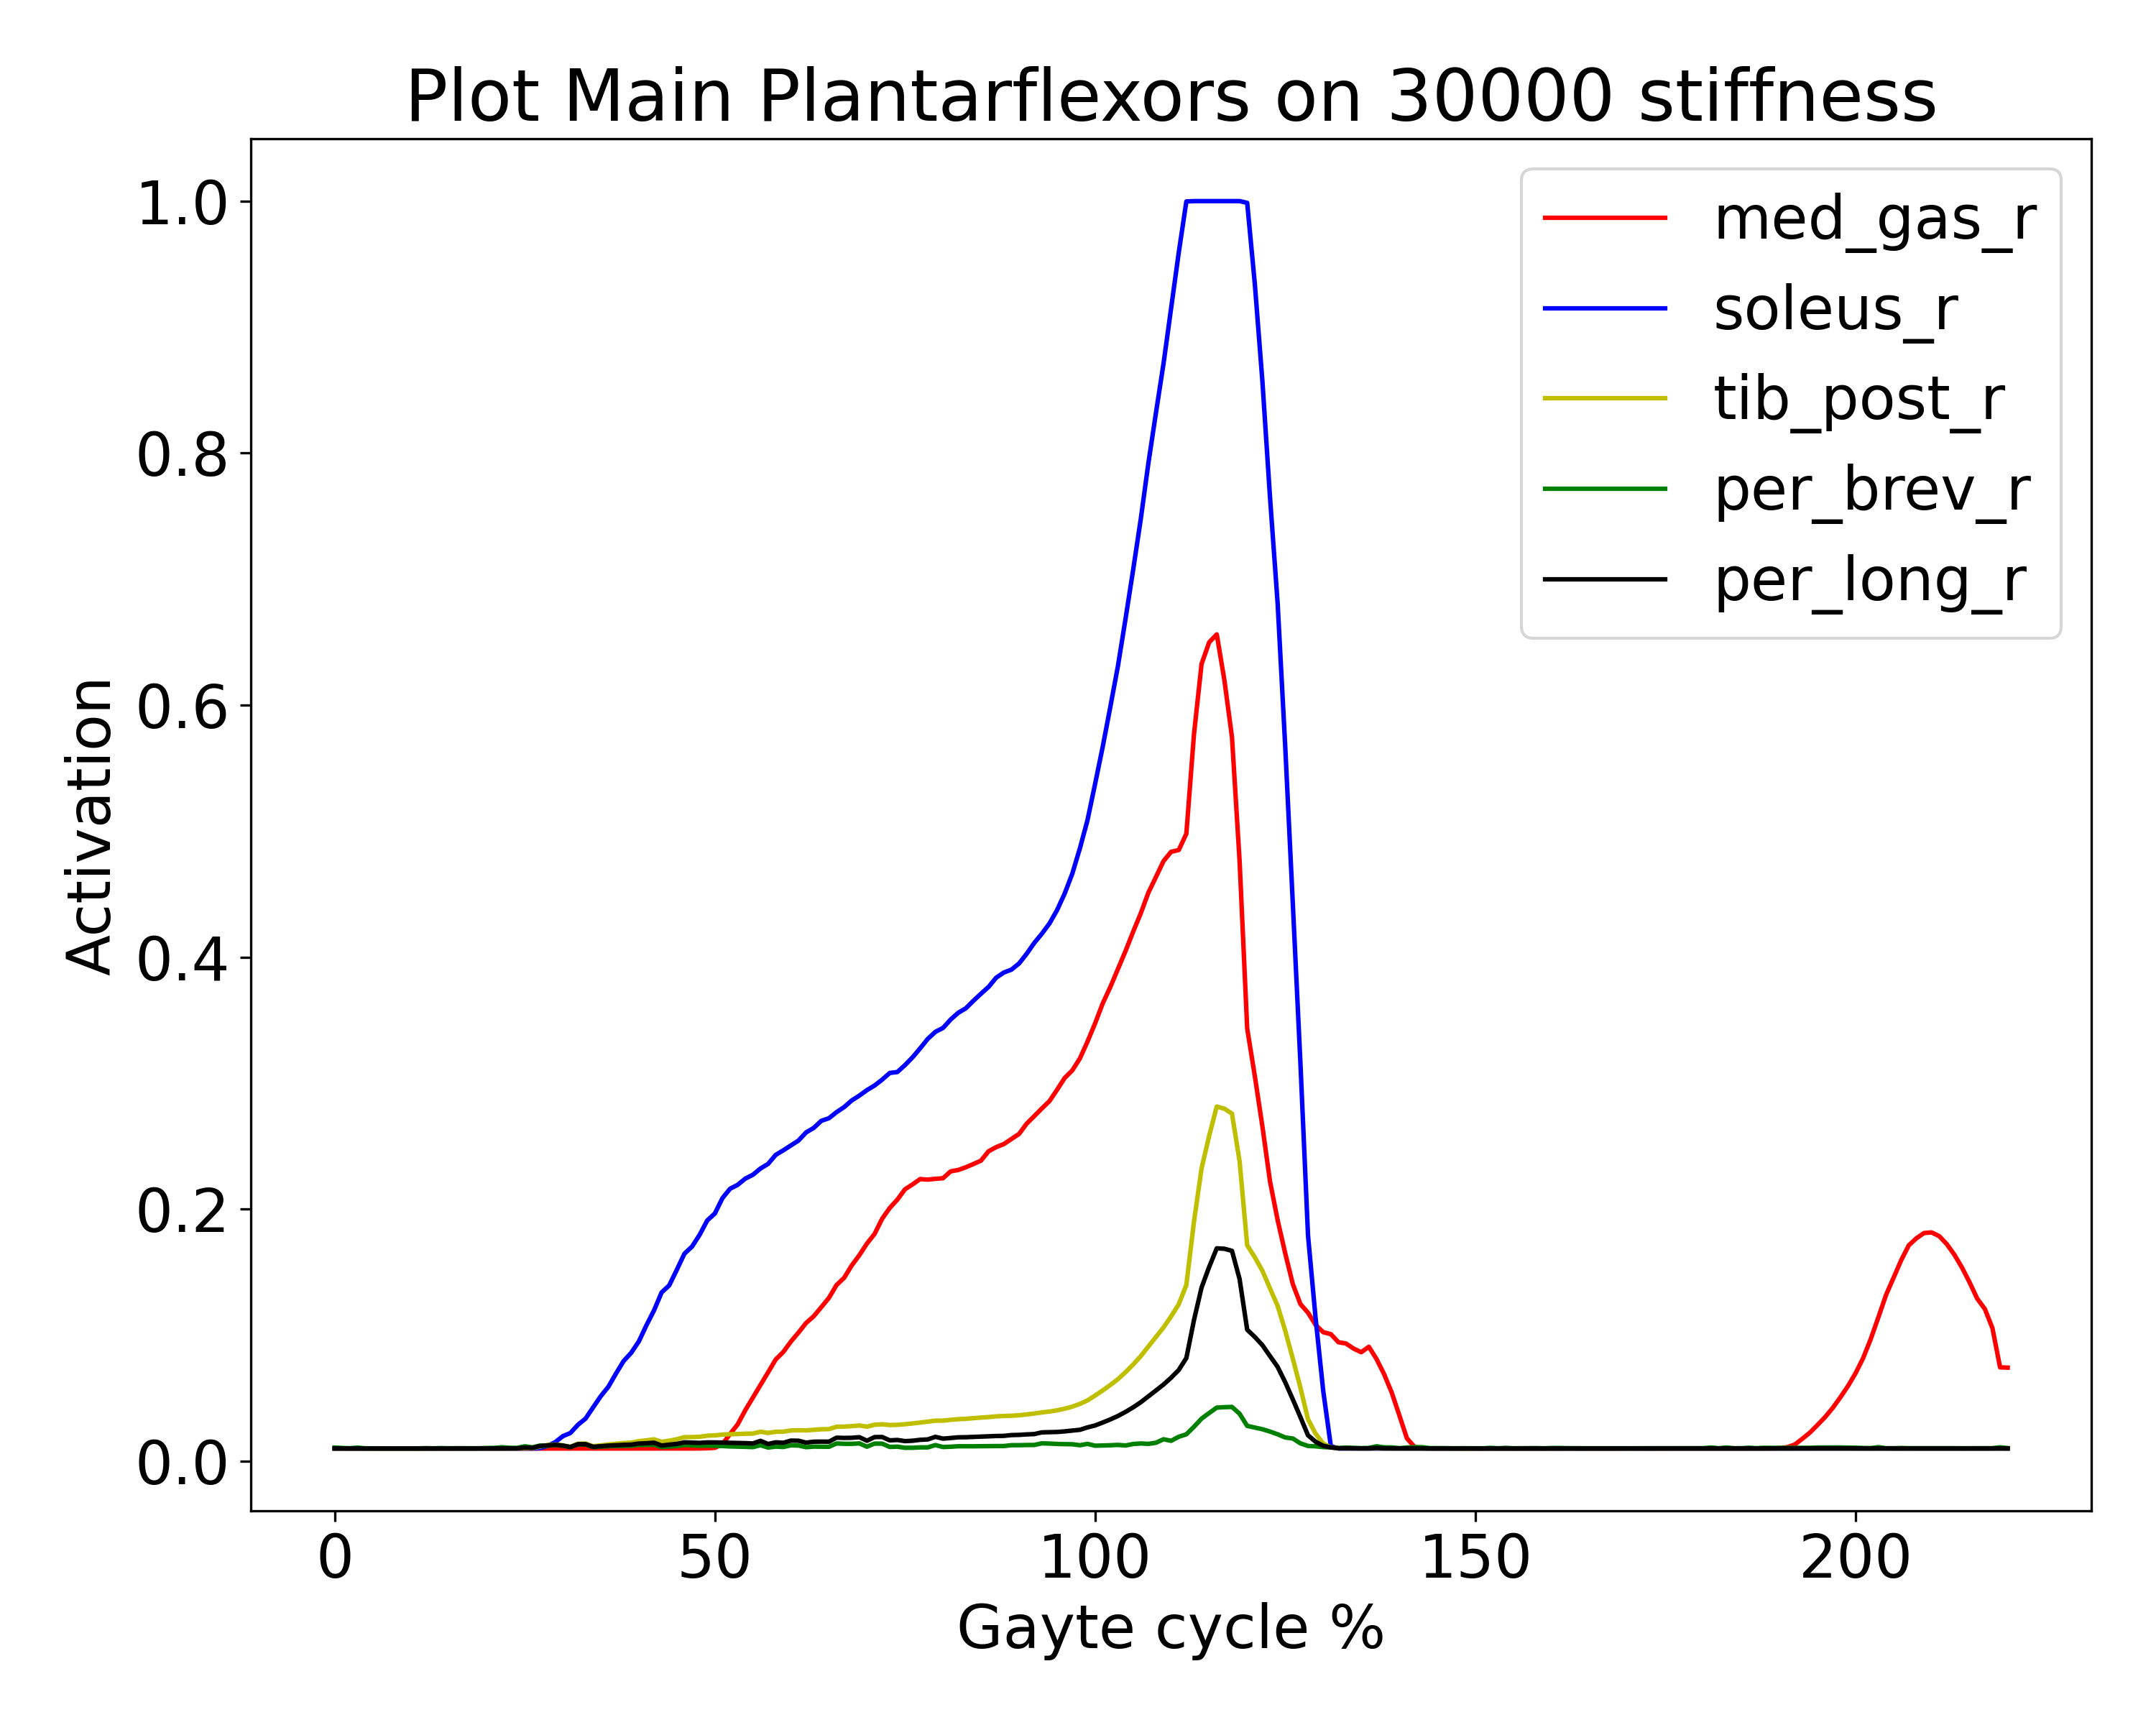 Plot Main Plantarflexors on 30000 stiffness
1.0
0.8
0.6
0.4
0.2
0.0
Activation
med_gas_r
soleus_r
tib_post_r
per_brev_r
per_long_r
0 50 100 150 200
Gayte cycle %